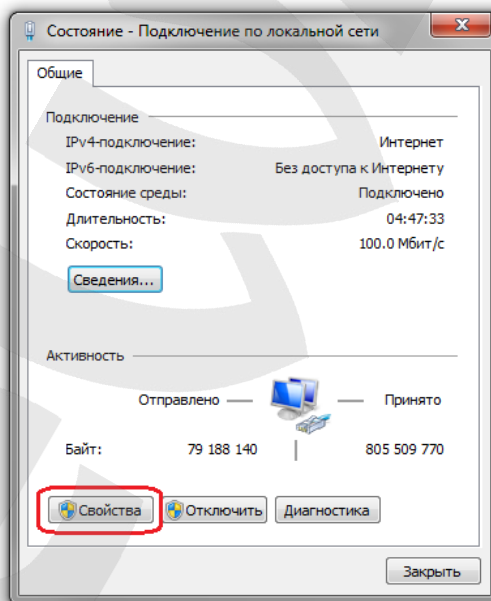 Состояние - Подключение по локальной сети
Общие
Подключение
IPv4-подключение: Интернет
IPv6-подключение: Без доступа к Интернету
Состояние среды: Подключено
Длительность: 04:47:33
Скорость: 100.0 Мбит/с
Сведения...
Активность
Отправлено Принято
Байт: 79 188 140 805 509 770
Свойства Отключить Диагностика
Закрыть